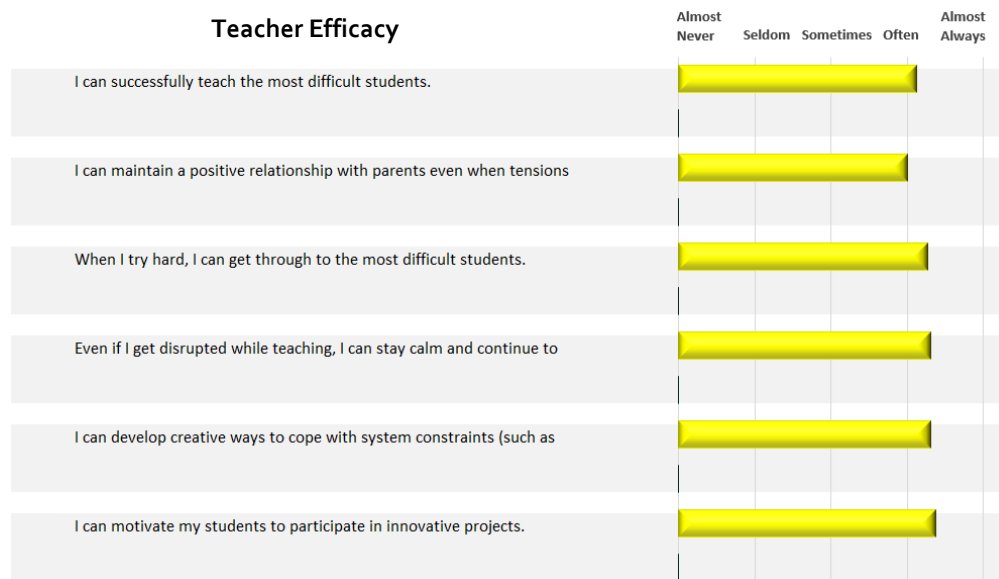 Teacher Efficacy
Almost Never
Seldom
Sometimes
Often
Almost Always
I can successfully teach the most difficult students.
I can maintain a positive relationship with parents even when tensions
When I try hard, I can get through to the most difficult students.
Even if I get disrupted while teaching, I can stay calm and continue to
I can develop creative ways to cope with system constraints (such as
I can motivate my students to participate in innovative projects.